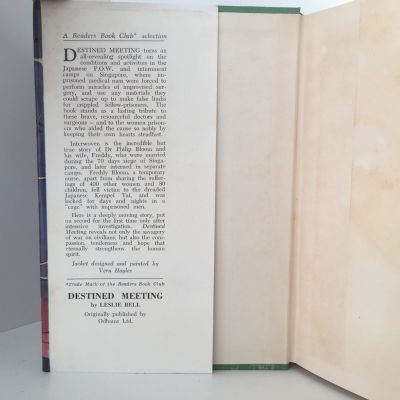 A Readers Book Club* selection
DESTINED MEETING turns an
all-revealing spotlight on the
conditions and activities in the
Japanese P.O.W. and internment
camps on Singapore, where im-
prisoned medical men were forced to
perform miracles of improvised sur-
gery, and use any materials they
could scrape up to make false limbs
for crippled fellow-prisoners. The
book stands as a lasting tribute to
these brave, resourceful doctors and
surgeons — and to the women prison-
ers who aided the cause so nobly by
keeping their own hearts steadfast.
Interwoven is the incredible but
true story of Dr Philip Bloom and
his wife, Freddy, who were married
during the 70 days siege of Singa-
pore, and later interned in separate
camps. Freddy Bloom, a temporary
nurse, apart from sharing the suffer-
ings of 400 other women and 80
children, fell victim to the dreaded
Japanese Kempei Tai, and was
locked for days and nights in a
"cage" with imprisoned men.
Here is a deeply moving story, put
on record for the first time only after
intensive investigation. Destined
Meeting reveals not only the savagery
of war on civilians, but also the com-
passion, tenderness and hope that
eternally strengthens the human
spirit.
Jacket designed and painted by
Vern Hayles
*Trade Mark of the Readers Book Club
DESTINED MEETING
by LESLIE BELL
Originally published by
Odhams Ltd.